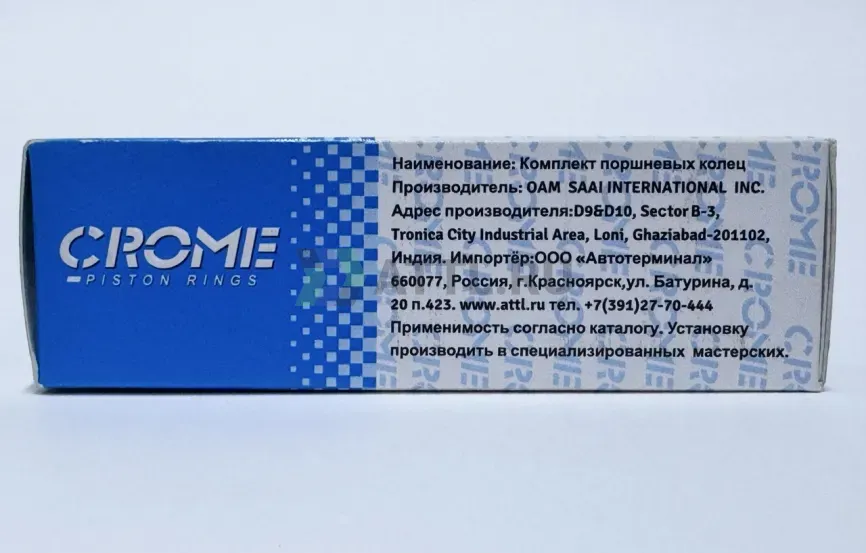 CROME
PISTON RINGS
Наименование: Комплект поршневых колец
Производитель: OAM SAAI INTERNATIONAL INC.
Адрес производителя:D9&D10, Sector B-3,
Tronica City Industrial Area, Loni, Ghaziabad-201102,
Индия. Импортёр:ООО «Автотерминал»
660077, Россия, г.Красноярск,ул. Батурина, д.
20 п.423. www.attl.ru тел. +7(391)27-70-444
Применимость согласно каталогу. Установку
производить в специализированных мастерских.
ATTL.RU